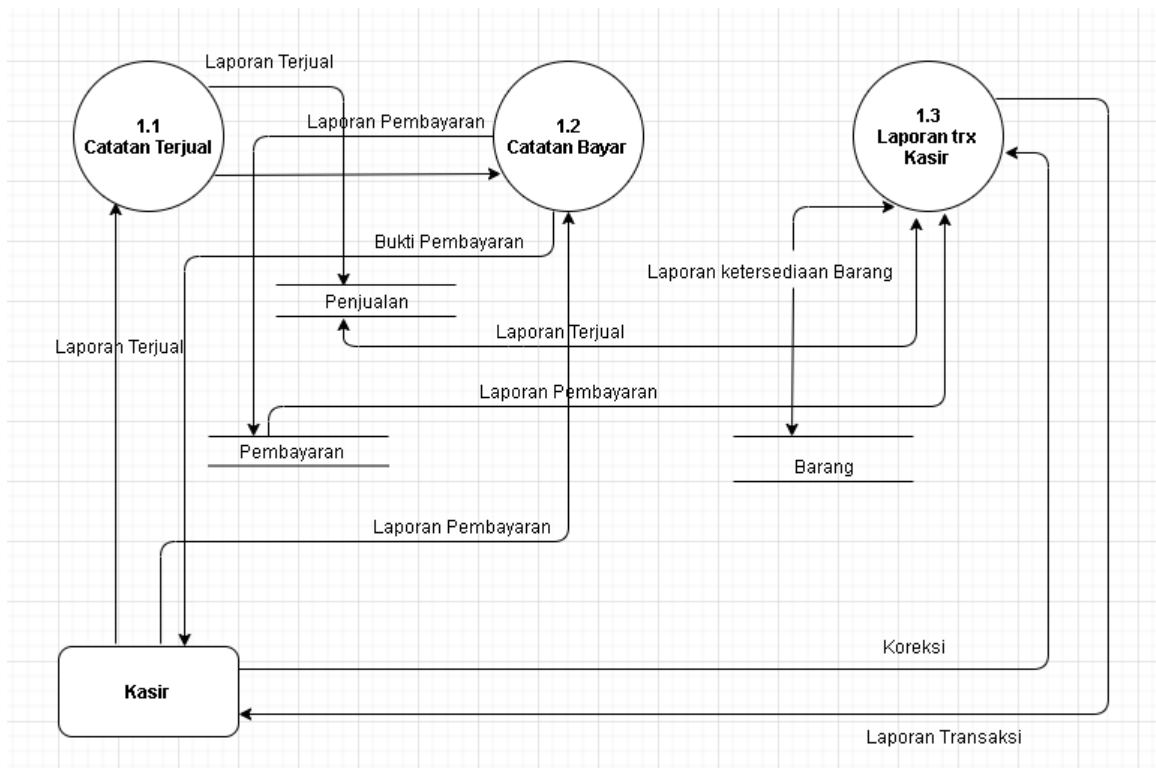 Laporan Terjual
1.1
Catatan Terjual
Laporan Pembayaran
1.2
Catatan Bayar
1.3
Laporan trx
Kasir
Bukti Pembayaran
Laporan ketersediaan Barang
Penjualan
Laporan Terjual
Laporan Terjual
Laporan Pembayaran
Pembayaran
Barang
Laporan Pembayaran
Koreksi
Kasir
Laporan Transaksi